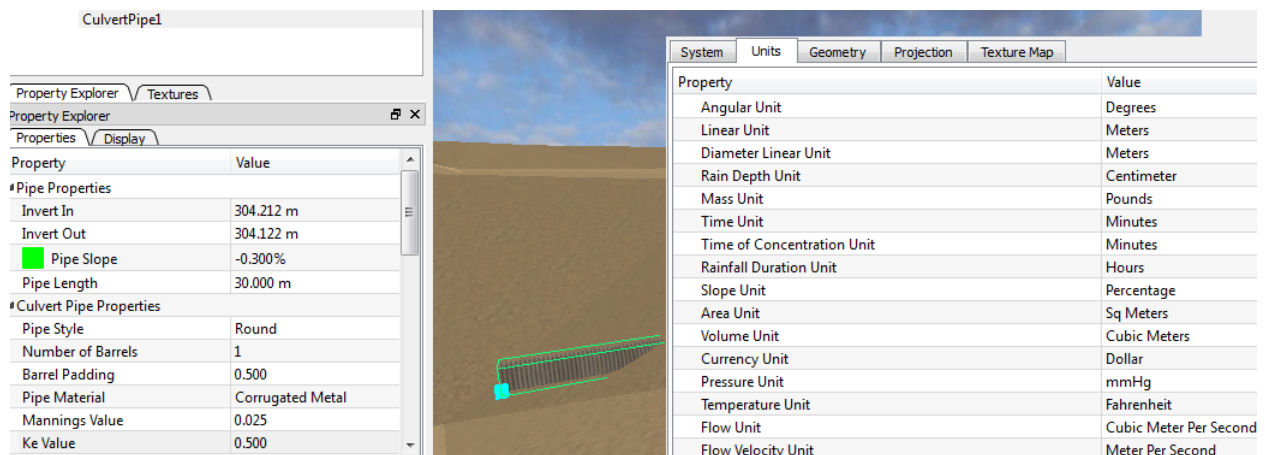 CulvertPipe1
Property Explorer Textures
Property Explorer
Properties Display
Property Value
Pipe Properties
Invert In 304.212 m
Invert Out 304.122 m
Pipe Slope -0.300%
Pipe Length 30.000 m
Culvert Pipe Properties
Pipe Style Round
Number of Barrels 1
Barrel Padding 0.500
Pipe Material Corrugated Metal
Mannings Value 0.025
Ke Value 0.500
System Units Geometry Projection Texture Map
Property Value
Angular Unit Degrees
Linear Unit Meters
Diameter Linear Unit Meters
Rain Depth Unit Centimeter
Mass Unit Pounds
Time Unit Minutes
Time of Concentration Unit Minutes
Rainfall Duration Unit Hours
Slope Unit Percentage
Area Unit Sq Meters
Volume Unit Cubic Meters
Currency Unit Dollar
Pressure Unit mmHg
Temperature Unit Fahrenheit
Flow Unit Cubic Meter Per Second
Flow Velocity Unit Meter Per Second